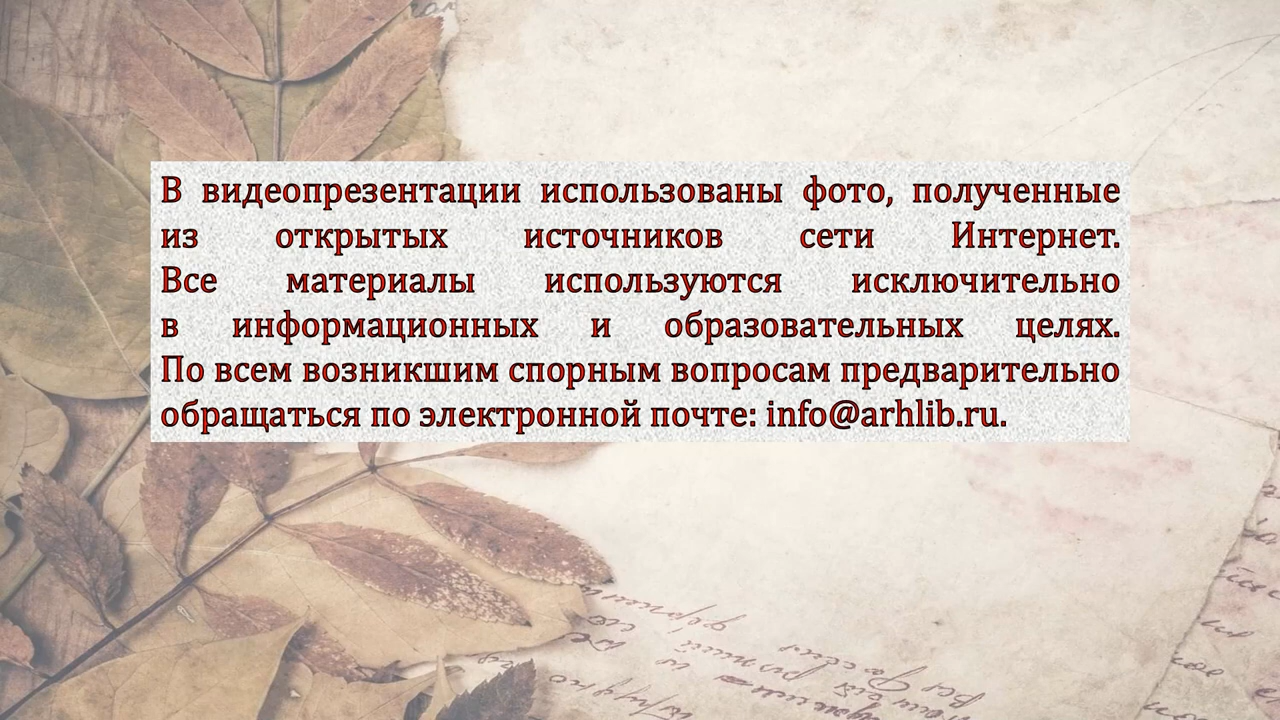 В видеопрезентации использованы фото, полученные
из открытых источников сети Интернет.
Все материалы используются исключительно
в информационных и образовательных целях.
По всем возникшим спорным вопросам предварительно
обращаться по электронной почте: info@arhlib.ru.